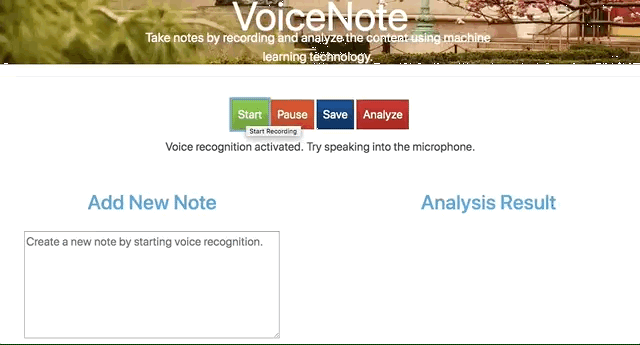 VoiceNote
Take notes by recording and analyze the content using machine
learning technology.
Start Pause Save Analyze
Start Recording
Voice recognition activated. Try speaking into the microphone.
Add New Note
Analysis Result
Create a new note by starting voice recognition.